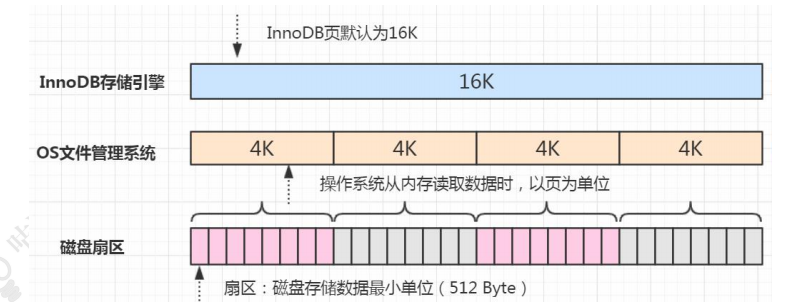 InnoDB页默认为16K
InnoDB存储引擎
16K
OS文件管理系统
4K 4K 4K 4K
操作系统从内存读取数据时，以页为单位
磁盘扇区
扇区：磁盘存储数据最小单位（512 Byte）